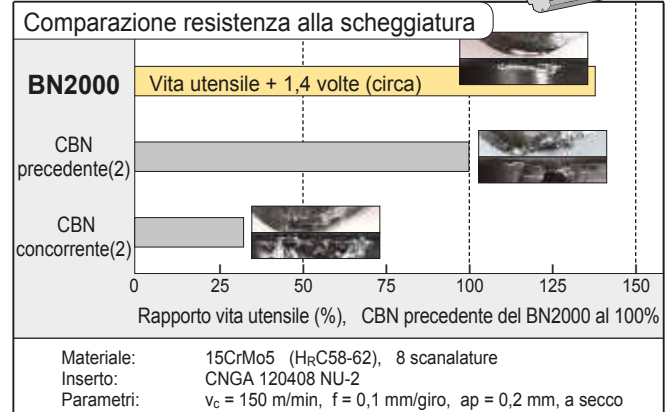 Comparazione resistenza alla scheggiatura
BN2000
Vita utensile + 1,4 volte (circa)
CBN
precedente(2)
CBN
concorrente(2)
0 25 50 75 100 125 150
Rapporto vita utensile (%), CBN precedente del BN2000 al 100%
Materiale: 15CrMo5 (HRC58-62), 8 scanalature
Inserto: CNGA 120408 NU-2
Parametri: vc = 150 m/min, f = 0,1 mm/giro, ap = 0,2 mm, a secco